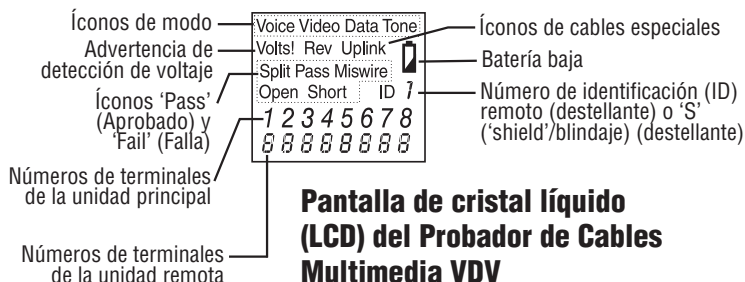 Íconos de modo
Advertencia de
detección de voltaje
Íconos 'Pass'
(Aprobado) y
'Fail' (Falla)
Números de terminales
de la unidad principal
Números de terminales
de la unidad remota
Voice Video Data Tone
Volts! Rev Uplink
Split Pass Miswire
Open Short ID 1
1 2 3 4 5 6 7 8
8 8 8 8 8 8 8 8
Íconos de cables especiales
Batería baja
Número de identificación (ID)
remoto (destellante) o 'S'
('shield'/blindaje) (destellante)
Pantalla de cristal líquido
(LCD) del Probador de Cables
Multimedia VDV